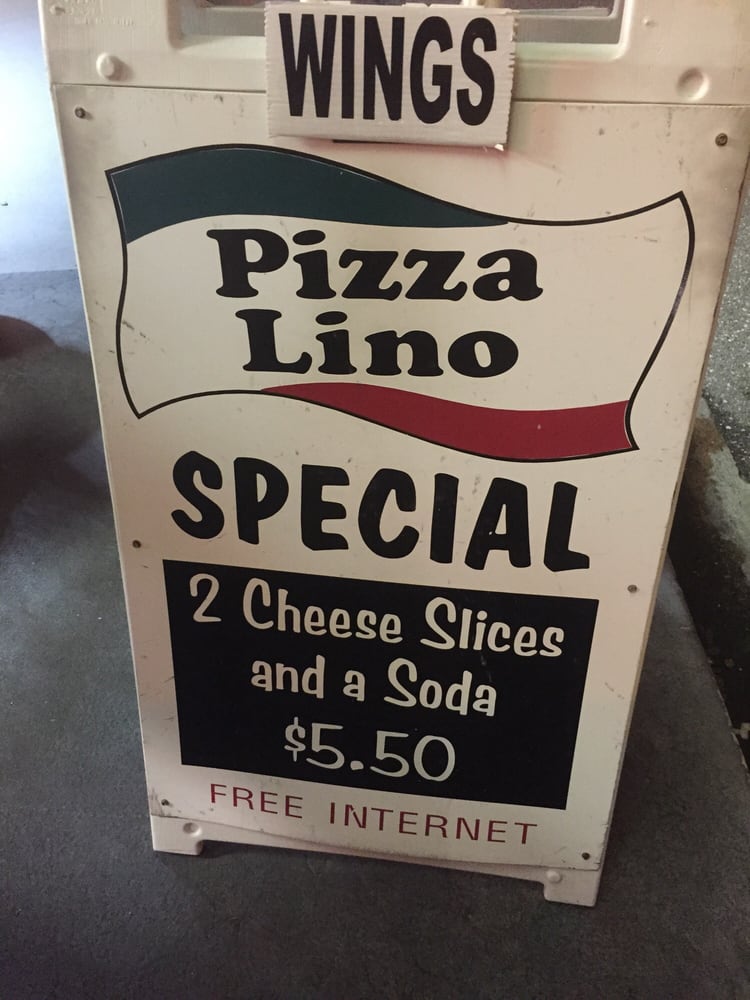 WINGS
Pizza
Lino
SPECIAL
2 Cheese Slices
and a Soda
$5.50
FREE INTERNET